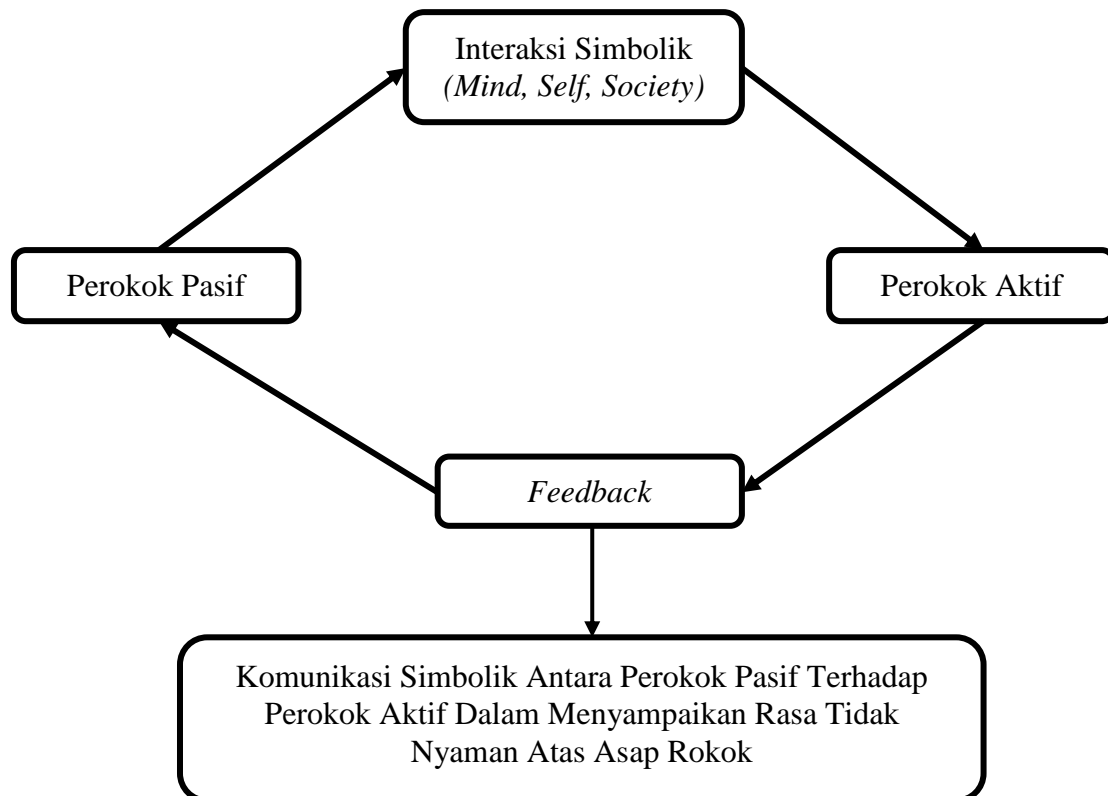 Interaksi Simbolik
(Mind, Self, Society)
Perokok Pasif
Perokok Aktif
Feedback
Komunikasi Simbolik Antara Perokok Pasif Terhadap
Perokok Aktif Dalam Menyampaikan Rasa Tidak
Nyaman Atas Asap Rokok